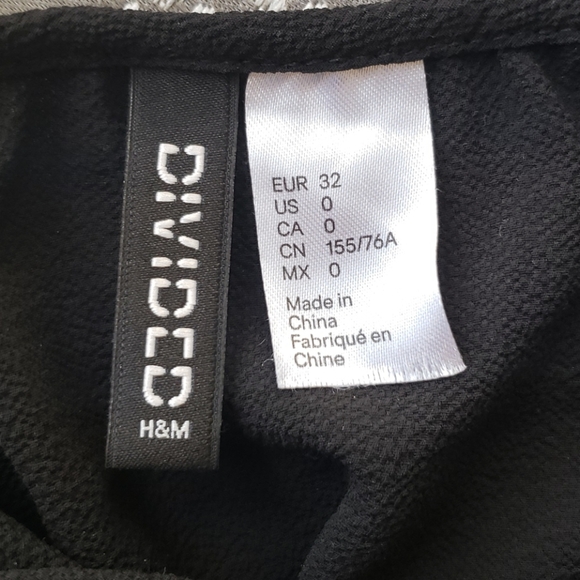 DIVIDED
H&M
EUR 32
US 0
CA 0
CN 155/76A
MX 0
Made in
China
Fabriqué en
Chine